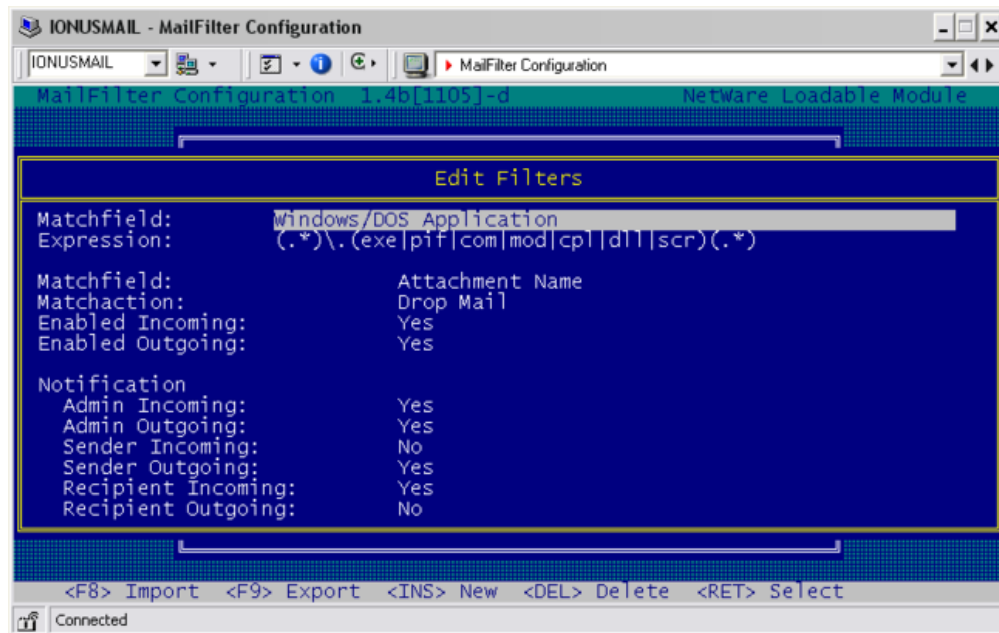 IONUSMAIL - MailFilter Configuration
IONUSMAIL MailFilter Configuration
MailFilter Configuration 1.4b[1105]-d NetWare Loadable Module
Edit Filters
Matchfield: Windows/DOS Application
Expression: (.*)\.(exe|pif|com|mod|cpl|dll|scr)(.*)
Matchfield: Attachment Name
Matchaction: Drop Mail
Enabled Incoming: Yes
Enabled Outgoing: Yes
Notification
Admin Incoming: Yes
Admin Outgoing: Yes
Sender Incoming: No
Sender Outgoing: Yes
Recipient Incoming: Yes
Recipient Outgoing: No
<F8> Import <F9> Export <INS> New <DEL> Delete <RET> Select
Connected